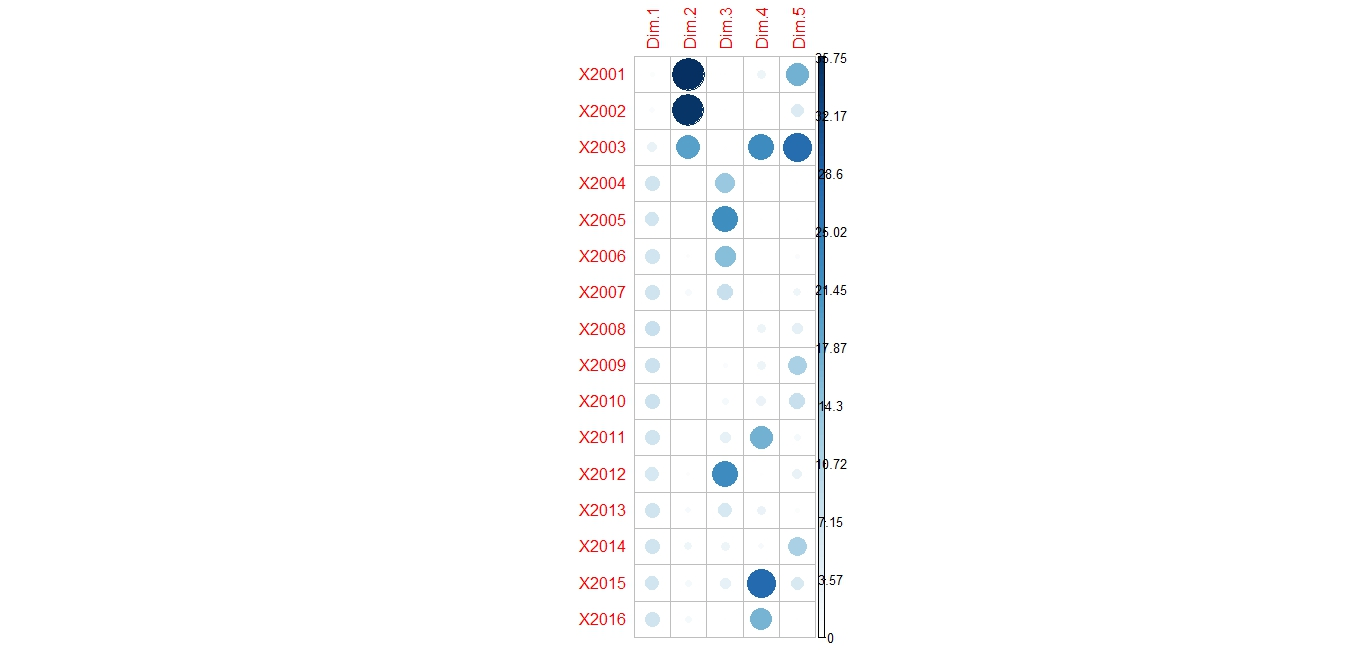 Dim.1 Dim.2 Dim.3 Dim.4 Dim.5
X2001
X2002
X2003
X2004
X2005
X2006
X2007
X2008
X2009
X2010
X2011
X2012
X2013
X2014
X2015
X2016
35.75
32.17
28.6
25.02
21.45
17.87
14.3
10.72
7.15
3.57
0